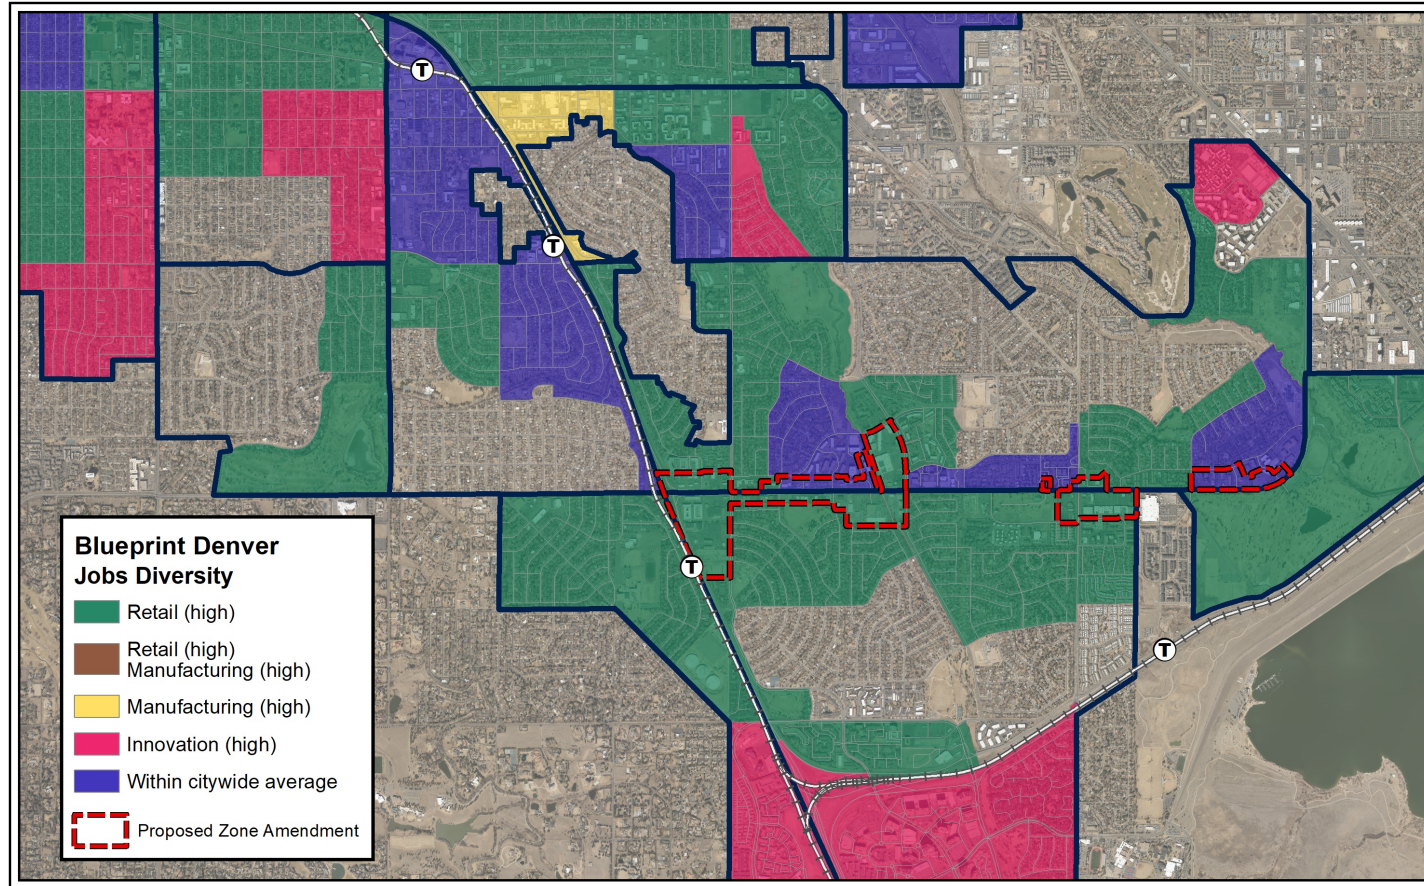 T
T
T
T
Blueprint Denver
Jobs Diversity
Retail (high)
Retail (high)
Manufacturing (high)
Manufacturing (high)
Innovation (high)
Within citywide average
Proposed Zone Amendment